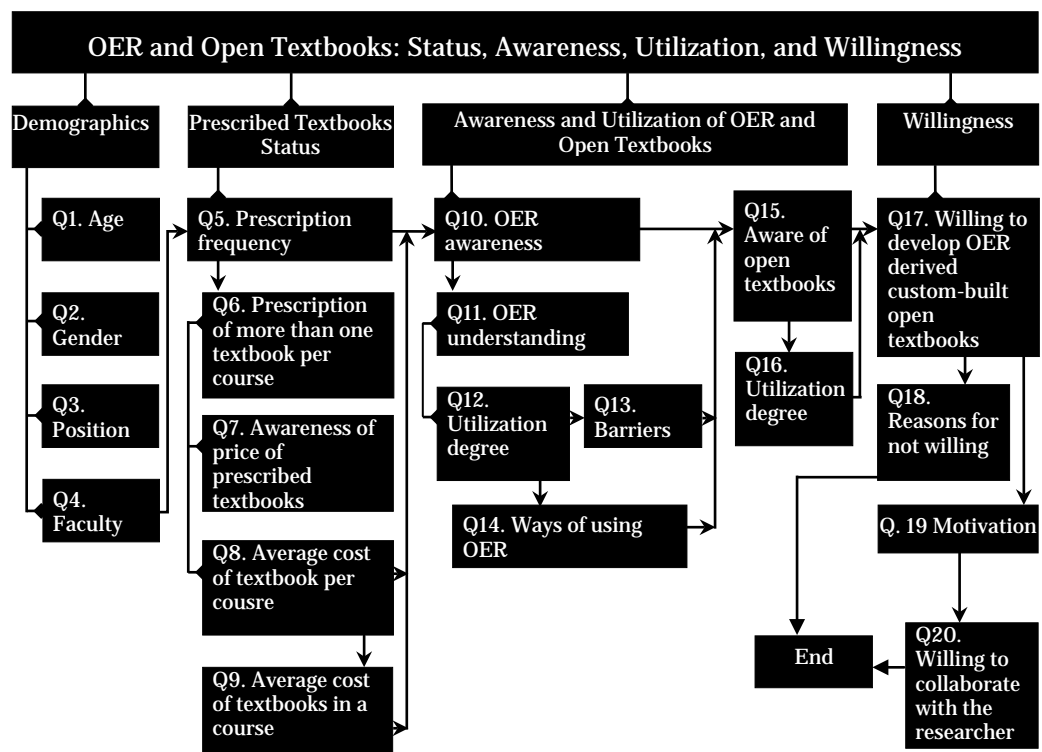 OER and Open Textbooks: Status, Awareness, Utilization, and Willingness
Demographics
Prescribed Textbooks
Status
Awareness and Utilization of OER and
Open Textbooks
Willingness
Q1. Age
Q2.
Gender
Q3.
Position
Q4.
Faculty
Q5. Prescription
frequency
Q6. Prescription
of more than one
textbook per
course
Q7. Awareness of
price of
prescribed
textbooks
Q8. Average cost
of textbook per
cousre
Q9. Average cost
of textbooks in a
course
Q10. OER
awareness
Q11. OER
understanding
Q12.
Utilization
degree
Q13.
Barriers
Q14. Ways of using
OER
Q15.
Aware of
open
textbooks
Q16.
Utilization
degree
Q17. Willing to
develop OER
derived
custom-built
open
textbooks
Q18.
Reasons for
not willing
Q. 19 Motivation
Q20.
Willing to
collaborate
with the
researcher
End